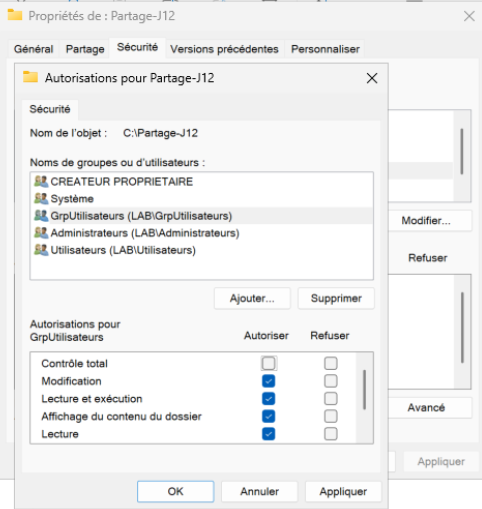 Propriétés de : Partage-J12
Général Partage Sécurité Versions précédentes Personnaliser
Autorisations pour Partage-J12
Sécurité
Nom de l'objet : C:\Partage-J12
Noms de groupes ou d'utilisateurs :
CREATEUR PROPRIETAIRE
Système
GrpUtilisateurs (LAB\GrpUtilisateurs)
Administrateurs (LAB\Administrateurs)
Utilisateurs (LAB\Utilisateurs)
Modifier...
Refuser
Ajouter... Supprimer
Autorisations pour
GrpUtilisateurs Autoriser Refuser
Contrôle total
Modification
Lecture et exécution
Affichage du contenu du dossier
Lecture
Avancé
Appliquer
OK Annuler Appliquer